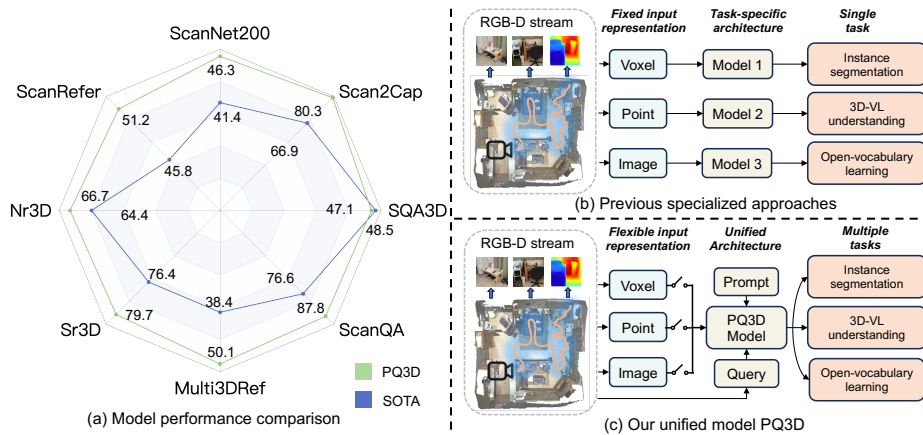 ScanNet200
46.3
41.4
Scan2Cap
80.3
66.9
ScanRefer
51.2
45.8
Nr3D
66.7
64.4
SQA3D
47.1
48.5
Sr3D
76.4
79.7
Multi3DRef
38.4
50.1
ScanQA
76.6
87.8
PQ3D
SOTA
(a) Model performance comparison
RGB-D stream
Fixed input
representation
Task-specific
architecture
Single
task
Voxel
Model 1
Instance
segmentation
Point
Model 2
3D-VL
understanding
Image
Model 3
Open-vocabulary
learning
(b) Previous specialized approaches
RGB-D stream
Flexible input
representation
Unified
Architecture
Multiple
tasks
Voxel
Point
Image
Prompt
PQ3D
Model
Query
Instance
segmentation
3D-VL
understanding
Open-vocabulary
learning
(c) Our unified model PQ3D